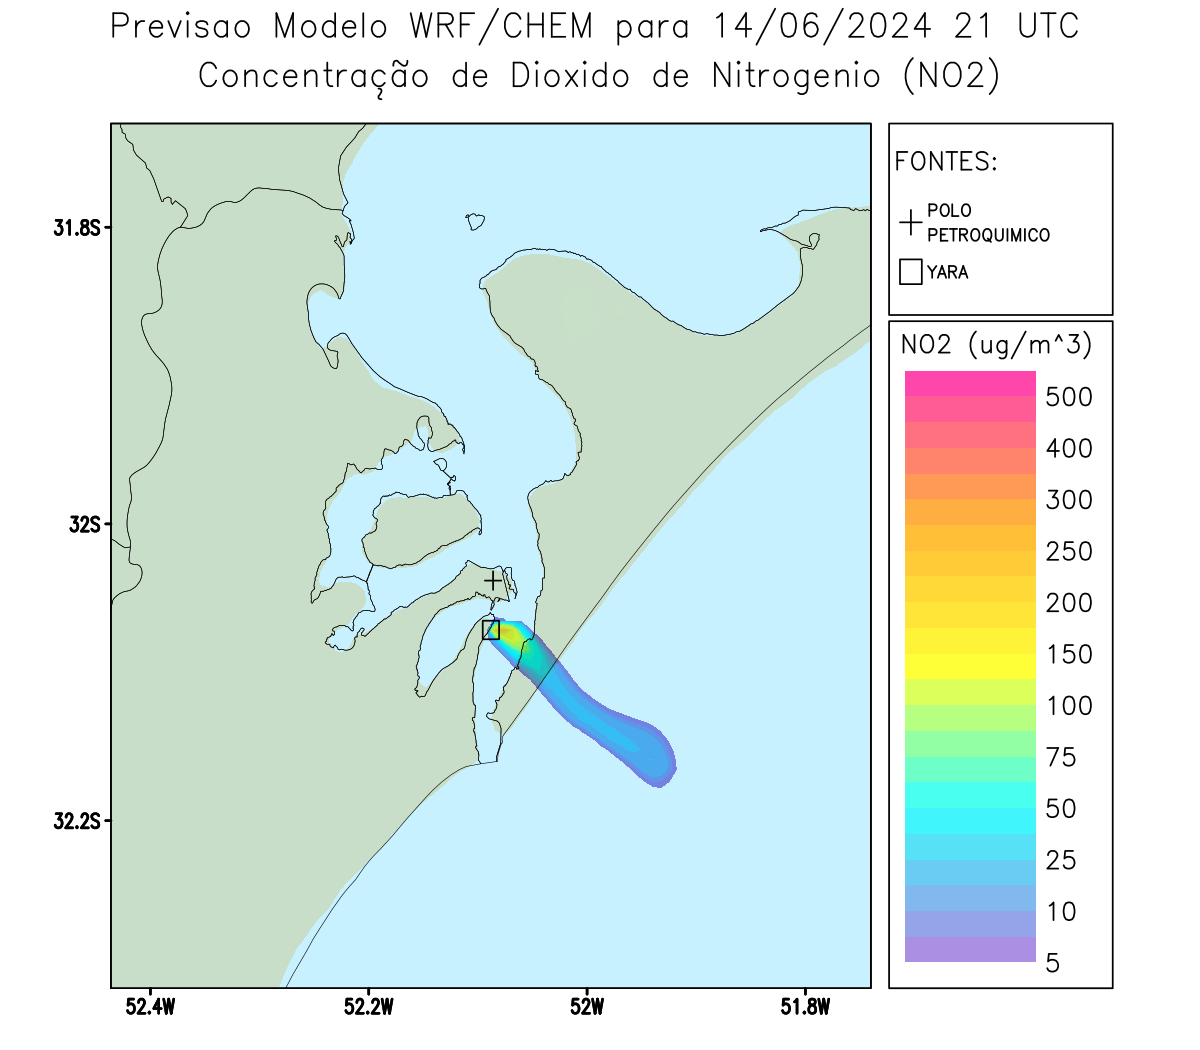 Previsao Modelo WRF/CHEM para 14/06/2024 21 UTC
Concentração de Dioxido de Nitrogenio (NO2)
FONTES:
POLO
PETROQUIMICO
YARA
NO2 (ug/m^3)
500
400
300
250
200
150
100
75
50
25
10
5
31.8S
32S
32.2S
52.4W
52.2W
52W
51.8W